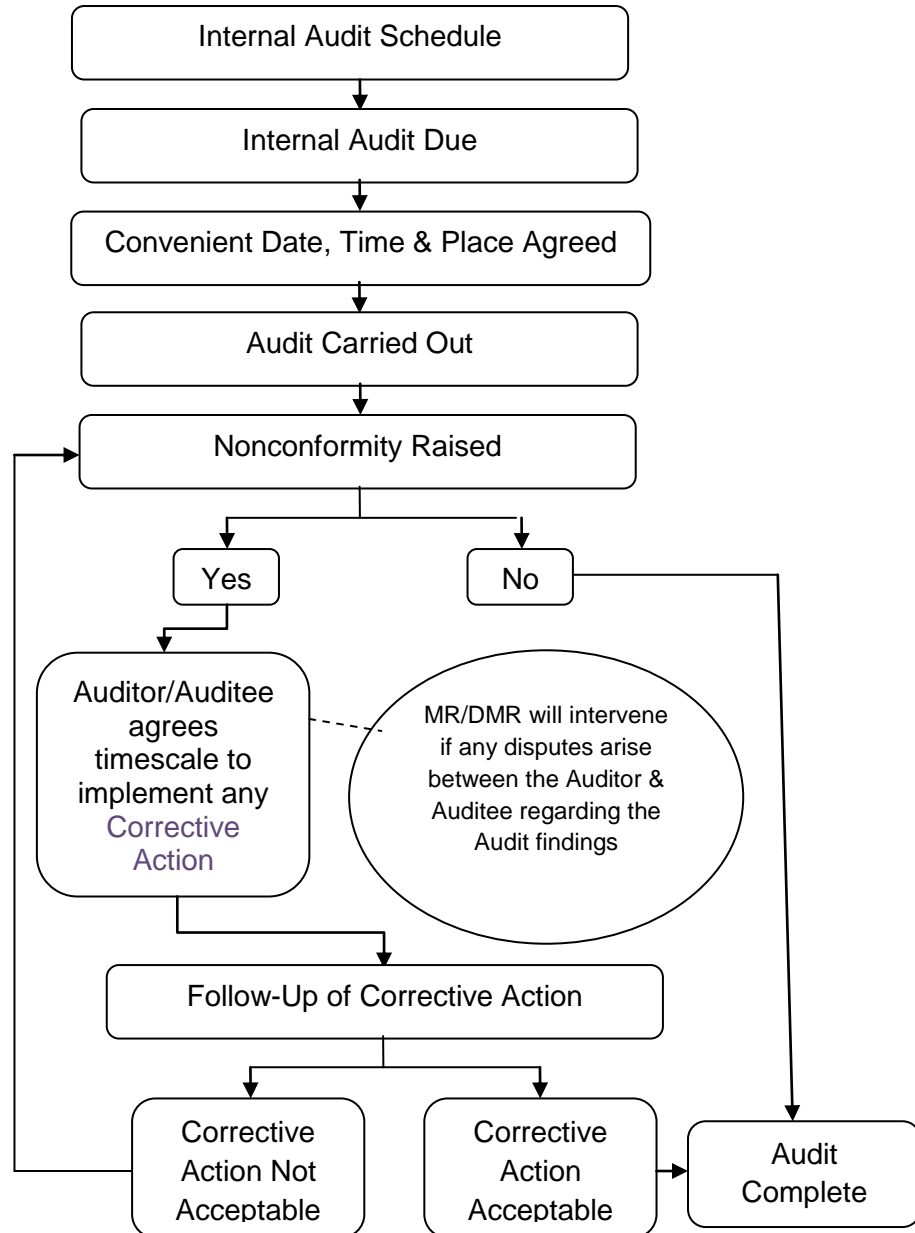 Internal Audit Schedule
Internal Audit Due
Convenient Date, Time & Place Agreed
Audit Carried Out
Nonconformity Raised
Yes
No
Auditor/Auditee
agrees
timescale to
implement any
Corrective
Action
MR/DMR will intervene
if any disputes arise
between the Auditor &
Auditee regarding the
Audit findings
Follow-Up of Corrective Action
Corrective
Action Not
Acceptable
Corrective
Action
Acceptable
Audit
Complete